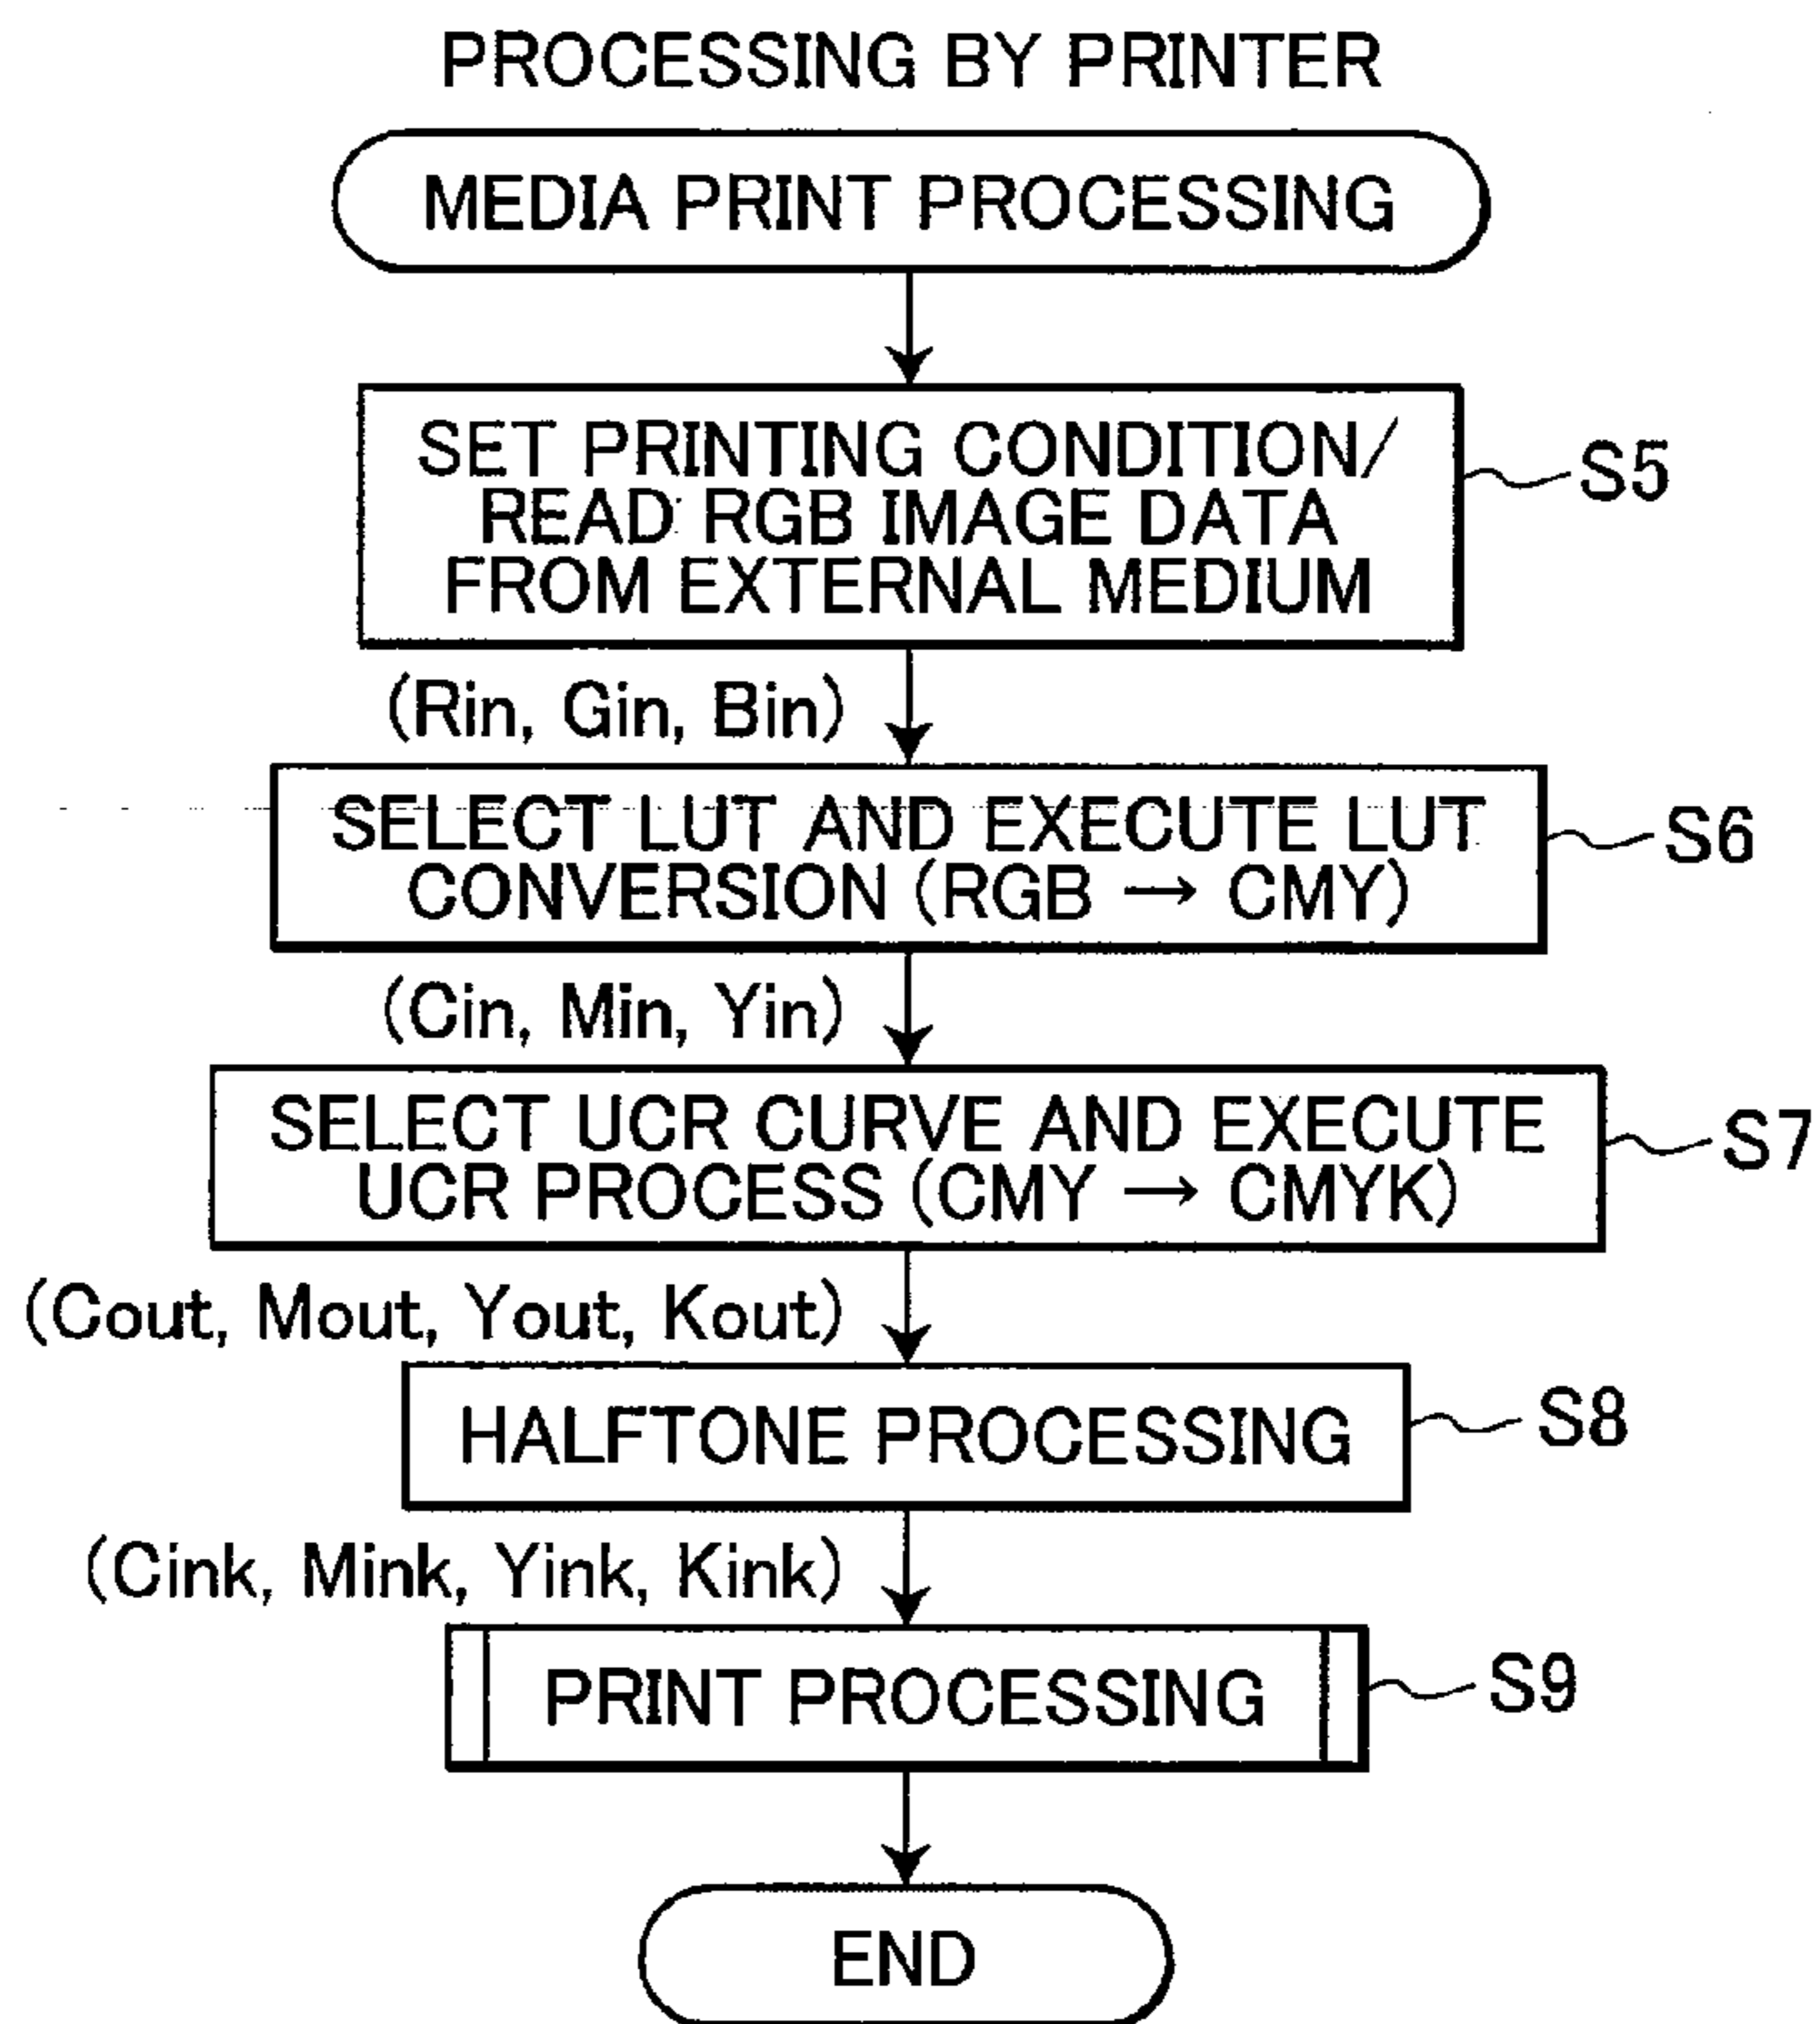 PROCESSING BY PRINTER
MEDIA PRINT PROCESSING
SET PRINTING CONDITION/
READ RGB IMAGE DATA
FROM EXTERNAL MEDIUM
S5
(Rin, Gin, Bin)
SELECT LUT AND EXECUTE LUT
CONVERSION (RGB → CMY)
S6
(Cin, Min, Yin)
SELECT UCR CURVE AND EXECUTE
UCR PROCESS (CMY → CMYK)
S7
(Cout, Mout, Yout, Kout)
HALFTONE PROCESSING
S8
(Cink, Mink, Yink, Kink)
PRINT PROCESSING
S9
END